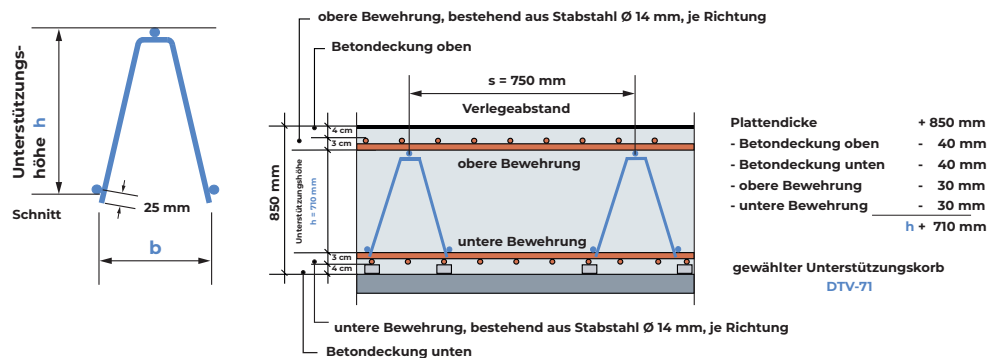 obere Bewehrung, bestehend aus Stabstahl Ø 14 mm, je Richtung
Betondeckung oben
Unterstützungs-
höhe h
Schnitt
25 mm
b
s = 750 mm
Verlegeabstand
4 cm
3 cm
850 mm
Unterstützungshöhe
h = 710 mm
obere Bewehrung
untere Bewehrung
3 cm
4 cm
untere Bewehrung, bestehend aus Stabstahl Ø 14 mm, je Richtung
Betondeckung unten
Plattendicke + 850 mm
- Betondeckung oben - 40 mm
- Betondeckung unten - 40 mm
- obere Bewehrung - 30 mm
- untere Bewehrung - 30 mm
h + 710 mm
gewählter Unterstützungskorb
DTV-71